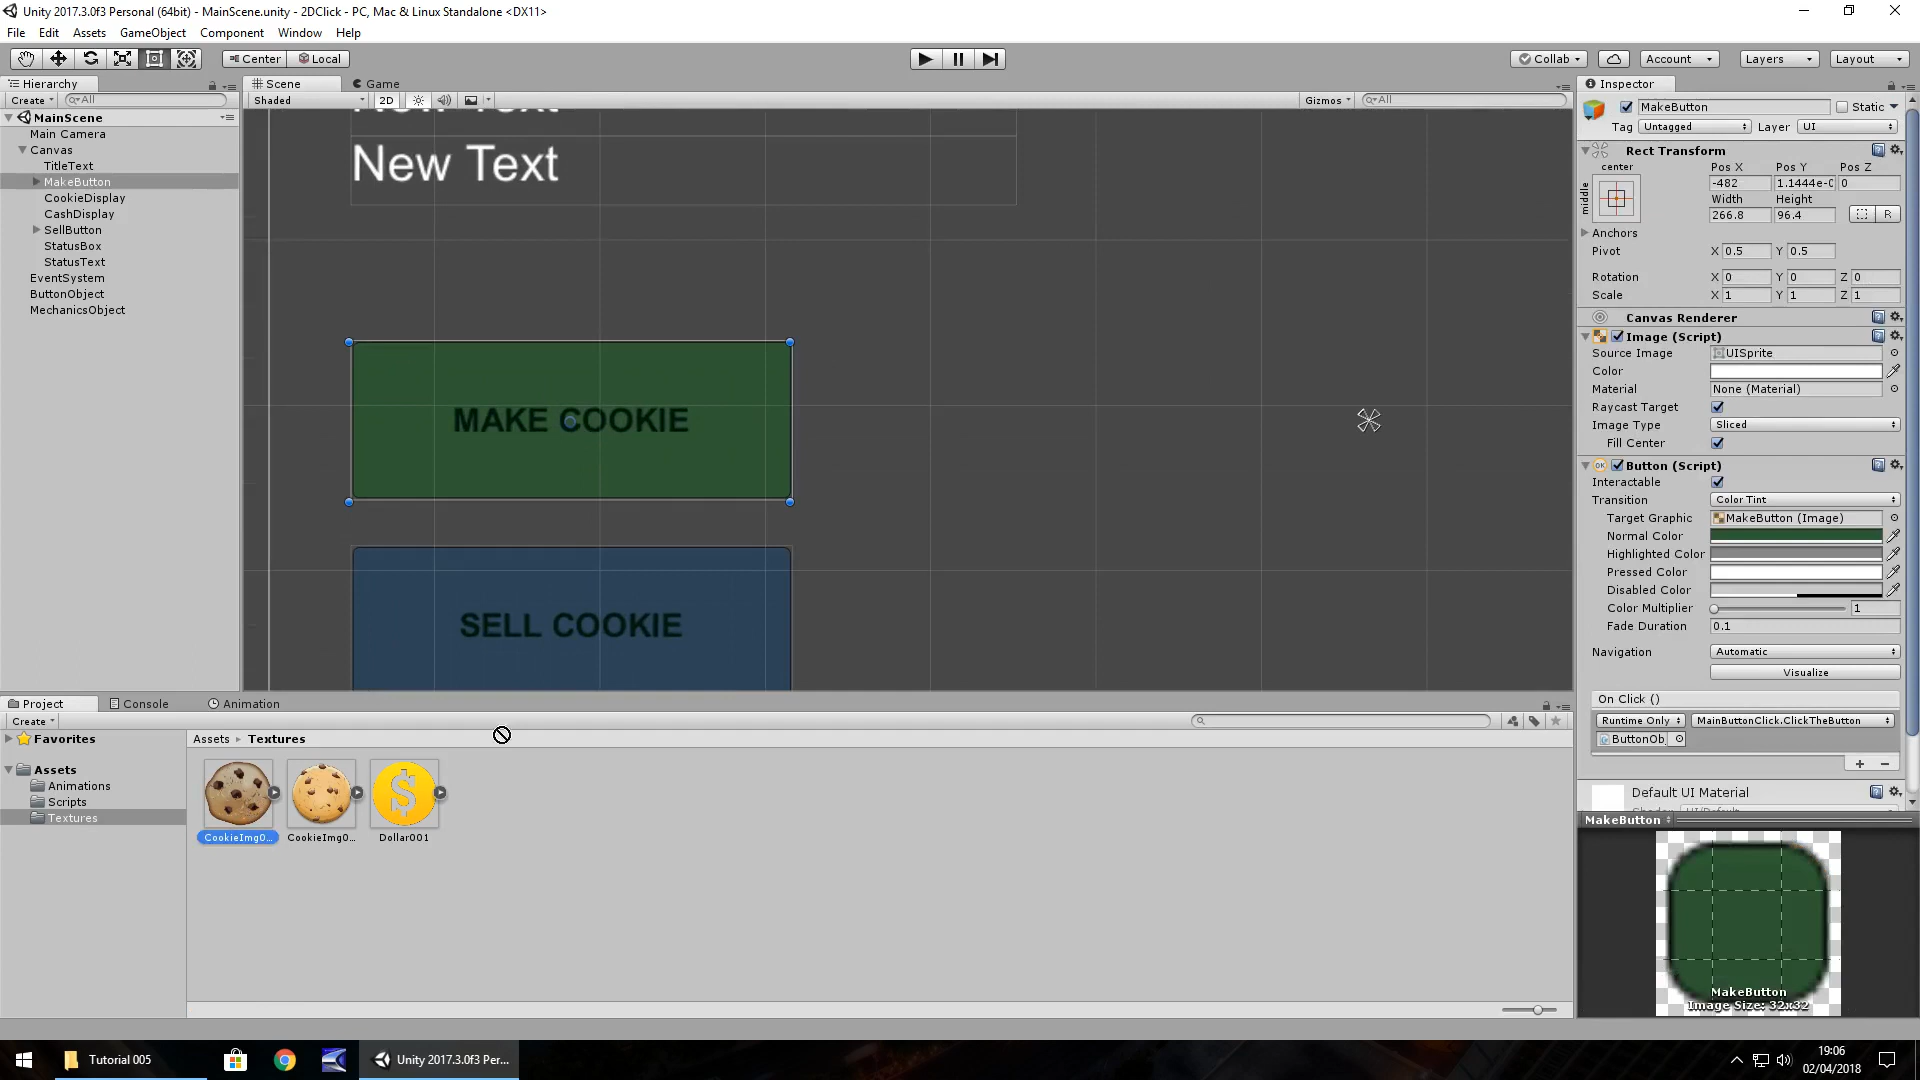 Unity 2017.3.0f3 Personal (64bit) - MainScene.unity - 2DClick - PC, Mac & Linux Standalone <DX11>
File Edit Assets GameObject Component Window Help
Center Local
Collab Account Layers Layout
Hierarchy
Create All
MainScene
Main Camera
Canvas
TitleText
MakeButton
CookieDisplay
CashDisplay
SellButton
StatusBox
StatusText
EventSystem
ButtonObject
MechanicsObject
Scene Game
Shaded 2D Gizmos All
New Text
New Text
MAKE COOKIE
SELL COOKIE
Inspector
MakeButton Static
Tag Untagged Layer UI
Rect Transform
center
middle
Pos X Pos Y Pos Z
-482 1.1444e-0 0
Width Height
266.8 96.4
R
Anchors
Pivot X 0.5 Y 0.5
Rotation X 0 Y 0 Z 0
Scale X 1 Y 1 Z 1
Canvas Renderer
Image (Script)
Source Image UISprite
Color
Material None (Material)
Raycast Target
Image Type Sliced
Fill Center
OK Button (Script)
Interactable
Transition Color Tint
Target Graphic MakeButton (Image)
Normal Color
Highlighted Color
Pressed Color
Disabled Color
Color Multiplier 1
Fade Duration 0.1
Navigation Automatic
Visualize
On Click ()
Runtime Only MainButtonClick.ClickTheButton
ButtonOb
+ -
Default UI Material
MakeButton
MakeButton
Image Size: 32x32
Project Console Animation
Create
Favorites
Assets
Animations
Scripts
Textures
Assets Textures
CookieImg0... CookieImg0... Dollar001
Tutorial 005
Unity 2017.3.0f3 Per...
19:06
02/04/2018